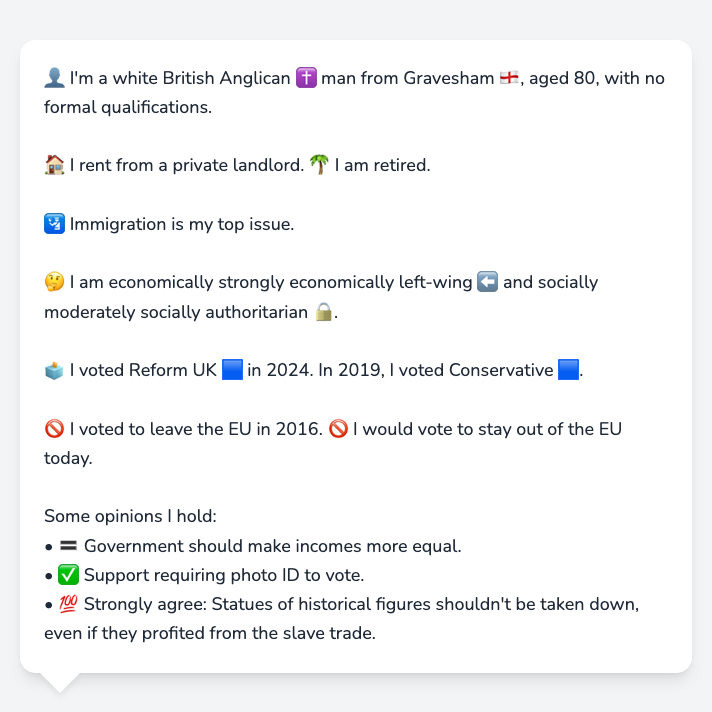 👤 I'm a white British Anglican ✝️ man from Gravesham 🏴󠁧󠁢󠁥󠁮󠁧󠁿, aged 80, with no
formal qualifications.
🏠 I rent from a private landlord. 🌴 I am retired.
🛂 Immigration is my top issue.
🤔 I am economically strongly economically left-wing ⬅️ and socially
moderately socially authoritarian 🔒.
🗳️ I voted Reform UK 🟦 in 2024. In 2019, I voted Conservative 🟦.
🚫 I voted to leave the EU in 2016. 🚫 I would vote to stay out of the EU
today.
Some opinions I hold:
• 🟰 Government should make incomes more equal.
• ✅ Support requiring photo ID to vote.
• 💯 Strongly agree: Statues of historical figures shouldn't be taken down,
even if they profited from the slave trade.